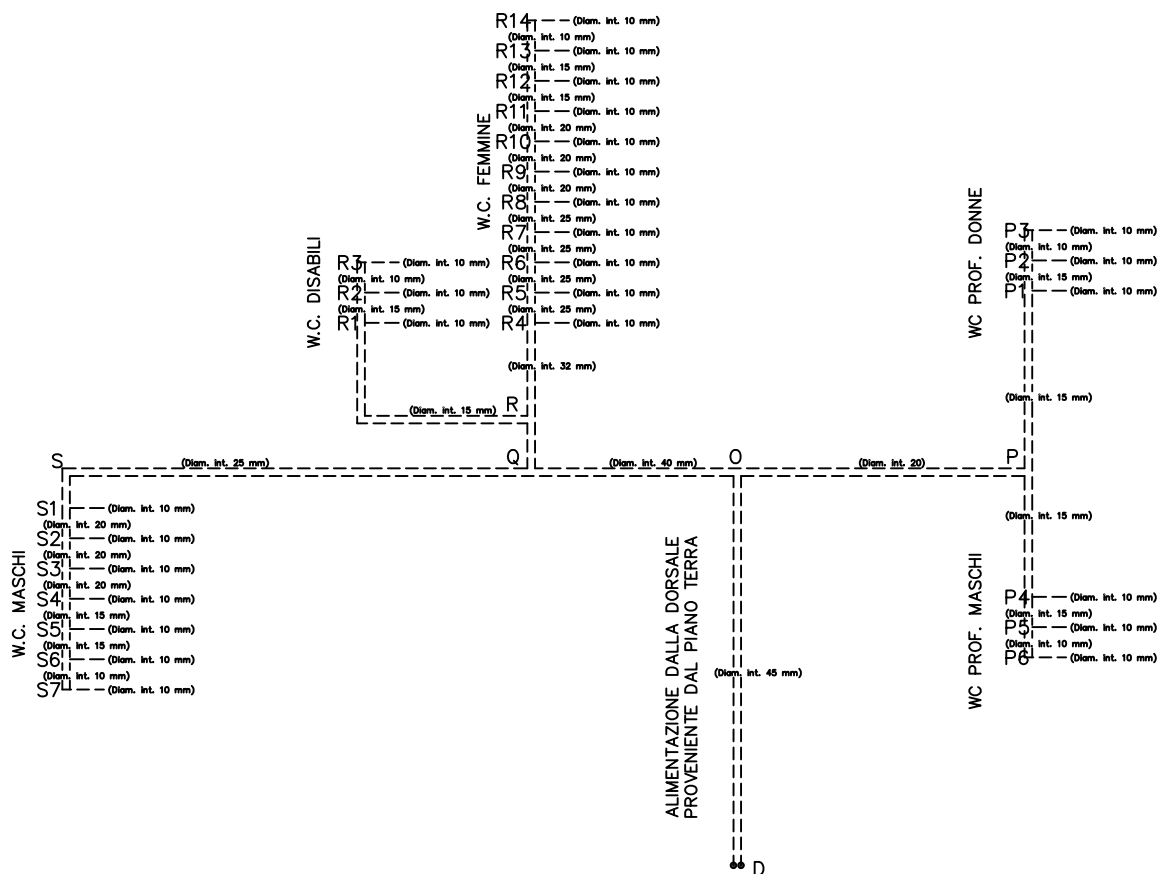 R14 (Diam. int. 10 mm)
(Diam. int. 10 mm)
R13 (Diam. int. 10 mm)
(Diam. int. 15 mm)
R12 (Diam. int. 10 mm)
(Diam. int. 15 mm)
R11 (Diam. int. 10 mm)
(Diam. int. 20 mm)
R10 (Diam. int. 10 mm)
(Diam. int. 20 mm)
R9 (Diam. int. 10 mm)
(Diam. int. 20 mm)
R8 (Diam. int. 10 mm)
(Diam. int. 25 mm)
R7 (Diam. int. 10 mm)
(Diam. int. 25 mm)
R6 (Diam. int. 10 mm)
(Diam. int. 25 mm)
R5 (Diam. int. 10 mm)
(Diam. int. 25 mm)
R4 (Diam. int. 10 mm)
(Diam. int. 32 mm)
W.C. FEMMINE
W.C. DISABILI
R3 (Diam. int. 10 mm)
(Diam. int. 10 mm)
R2 (Diam. int. 10 mm)
(Diam. int. 15 mm)
R1 (Diam. int. 10 mm)
(Diam. int. 15 mm)
R
WC PROF. DONNE
P3 (Diam. int. 10 mm)
(Diam. int. 10 mm)
P2 (Diam. int. 10 mm)
(Diam. int. 15 mm)
P1 (Diam. int. 10 mm)
(Diam. int. 15 mm)
S
(Diam. int. 25 mm)
Q
(Diam. int. 40 mm)
O
(Diam. int. 20)
P
S1 (Diam. int. 10 mm)
(Diam. int. 20 mm)
S2 (Diam. int. 10 mm)
(Diam. int. 20 mm)
S3 (Diam. int. 10 mm)
(Diam. int. 20 mm)
S4 (Diam. int. 10 mm)
(Diam. int. 15 mm)
S5 (Diam. int. 10 mm)
(Diam. int. 15 mm)
S6 (Diam. int. 10 mm)
(Diam. int. 10 mm)
S7 (Diam. int. 10 mm)
W.C. MASCHI
ALIMENTAZIONE DALLA DORSALE
PROVENIENTE DAL PIANO TERRA
(Diam. int. 45 mm)
D
(Diam. int. 15 mm)
WC PROF. MASCHI
P4 (Diam. int. 10 mm)
(Diam. int. 15 mm)
P5 (Diam. int. 10 mm)
(Diam. int. 10 mm)
P6 (Diam. int. 10 mm)